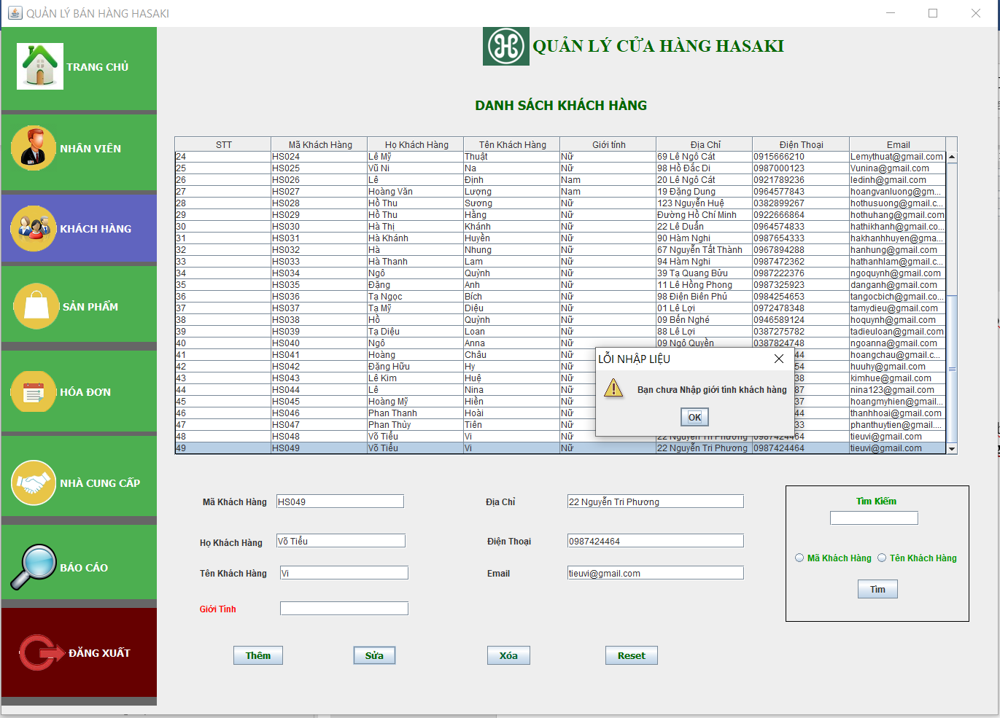 QUẢN LÝ BÁN HÀNG HASAKI
TRANG CHỦ
NHÂN VIÊN
KHÁCH HÀNG
SẢN PHẨM
HÓA ĐƠN
NHÀ CUNG CẤP
BÁO CÁO
ĐĂNG XUẤT
QUẢN LÝ CỬA HÀNG HASAKI
DANH SÁCH KHÁCH HÀNG
STT Mã Khách Hàng Họ Khách Hàng Tên Khách Hàng Giới tính Địa Chỉ Điện Thoại Email
24 HS024 Lê Mỹ Thuật Nữ 69 Lê Ngô Cát 0915666210 Lemythuat@gmail.com
25 HS025 Vũ Ni Na Nữ 98 Hồ Đắc Di 0987000123 Vunina@gmail.com
26 HS026 Lê Định Nam 20 Lê Ngô Cát 0921789236 ledinh@gmail.com
27 HS027 Hoàng Văn Lượng Nam 19 Đặng Dung 0964577843 hoangvanluong@gm...
28 HS028 Hồ Thu Sương Nữ 123 Nguyễn Huệ 0382899267 hothusuong@gmail.c...
29 HS029 Hồ Thu Hằng Nữ Đường Hồ Chí Minh 0922666864 hothuhang@gmail.com
30 HS030 Hà Thị Khánh Nữ 22 Lê Duẩn 0964574833 hathikhanh@gmail.com
31 HS031 Hà Khánh Huyền Nữ 90 Hàm Nghi 0987654333 hakhanhhuyen@gma...
32 HS032 Hà Nhung Nữ 67 Nguyễn Tất Thành 0967894288 hanhung@gmail.com
33 HS033 Hà Thanh Lam Nữ 94 Hàm Nghi 0987472362 hathanhlam@gmail.c...
34 HS034 Ngô Quỳnh Nữ 39 Tạ Quang Bửu 0987222376 ngoquynh@gmail.com
35 HS035 Đặng Anh Nữ 11 Lê Hồng Phong 0987325923 danganh@gmail.com
36 HS036 Tạ Ngọc Bích Nữ 98 Điện Biên Phủ 0984254653 tangocbich@gmail.co...
37 HS037 Tạ Mỹ Diệu Nữ 01 Lê Lợi 0972478348 tamydieu@gmail.com
38 HS038 Hồ Quỳnh Nữ 09 Bến Nghé 0946589124 hoquynh@gmail.com
39 HS039 Tạ Diệu Loan Nữ 88 Lê Lợi 0387275782 tadieuloan@gmail.com
40 HS040 Ngô Anna Nữ 09 Ngô Quyền 0387824748 ngoanna@gmail.com
41 HS041 Hoàng Châu Nữ 44 hoangchau@gmail.c...
42 HS042 Đặng Hữu Hy Nữ 54 huuhy@gmail.com
43 HS043 Lê Kim Huệ Nữ 38 kimhue@gmail.com
44 HS044 Lê Nina Nữ 87 nina123@gmail.com
45 HS045 Hoàng Mỹ Hiền Nữ 37 hoangmyhien@gmail...
46 HS046 Phan Thanh Hoài Nữ 44 thanhhoai@gmail.com
47 HS047 Phan Thủy Tiên Nữ 33 phanthuytien@gmail....
48 HS048 Võ Tiểu Vi Nữ 22 Nguyễn Tri Phương 0987424464 tieuvi@gmail.com
49 HS049 Võ Tiểu Vi Nữ 22 Nguyễn Tri Phương 0987424464 tieuvi@gmail.com
LỖI NHẬP LIỆU
Bạn chưa Nhập giới tính khách hàng
OK
Mã Khách Hàng HS049
Họ Khách Hàng Võ Tiểu
Tên Khách Hàng Vi
Giới Tính
Địa Chỉ 22 Nguyễn Tri Phương
Điện Thoại 0987424464
Email tieuvi@gmail.com
Tìm Kiếm
Mã Khách Hàng Tên Khách Hàng
Tìm
Thêm Sửa Xóa Reset